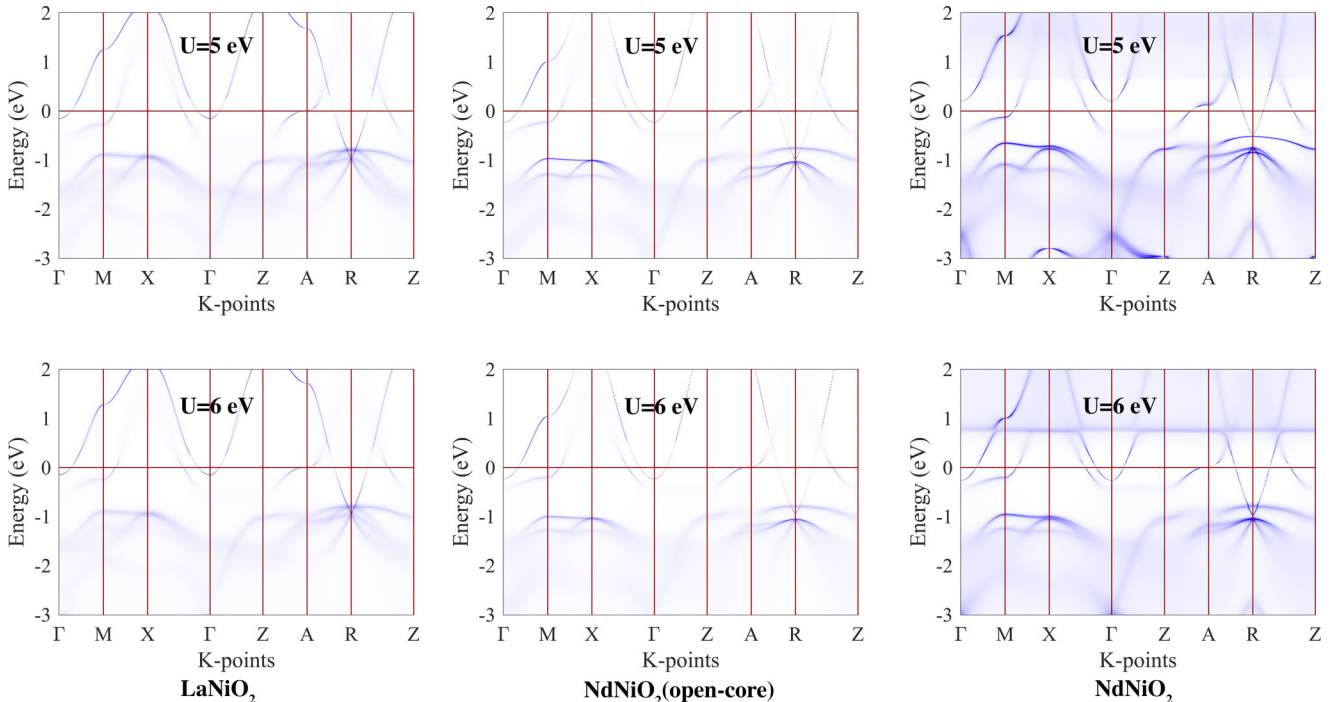 2
1
0
-1
-2
-3
Energy (eV)
U=5 eV
Γ M X Γ Z A R Z
K-points
2
1
0
-1
-2
-3
Energy (eV)
U=5 eV
Γ M X Γ Z A R Z
K-points
2
1
0
-1
-2
-3
Energy (eV)
U=5 eV
Γ M X Γ Z A R Z
K-points
2
1
0
-1
-2
-3
Energy (eV)
U=6 eV
Γ M X Γ Z A R Z
K-points
LaNiO₂
2
1
0
-1
-2
-3
Energy (eV)
U=6 eV
Γ M X Γ Z A R Z
K-points
NdNiO₂(open-core)
2
1
0
-1
-2
-3
Energy (eV)
U=6 eV
Γ M X Γ Z A R Z
K-points
NdNiO₂